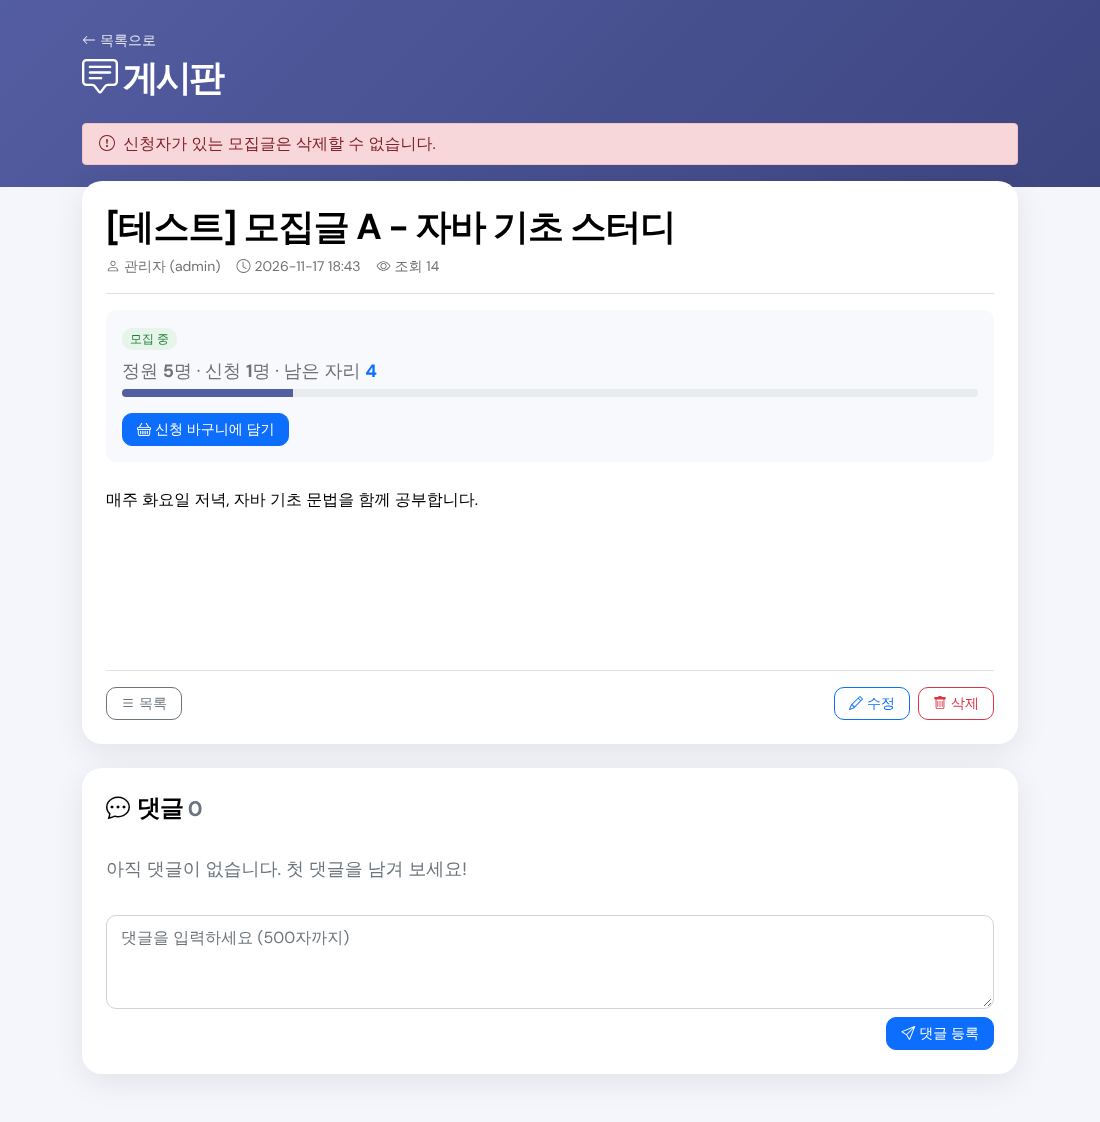 목록으로
게시판
신청자가 있는 모집글은 삭제할 수 없습니다.
[테스트] 모집글 A - 자바 기초 스터디
관리자 (admin) 2026-11-17 18:43 조회 14
모집 중
정원 5명 · 신청 1명 · 남은 자리 4
신청 바구니에 담기
매주 화요일 저녁, 자바 기초 문법을 함께 공부합니다.
목록 수정 삭제
댓글 0
아직 댓글이 없습니다. 첫 댓글을 남겨 보세요!
댓글을 입력하세요 (500자까지)
댓글 등록